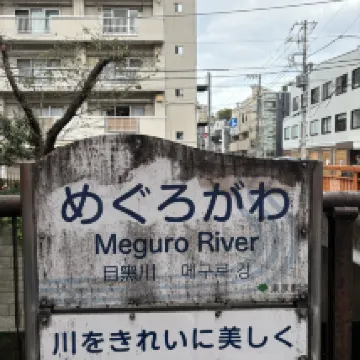 めぐろがわ
Meguro River
目黒川 메구로 강
川をきれいに美しく